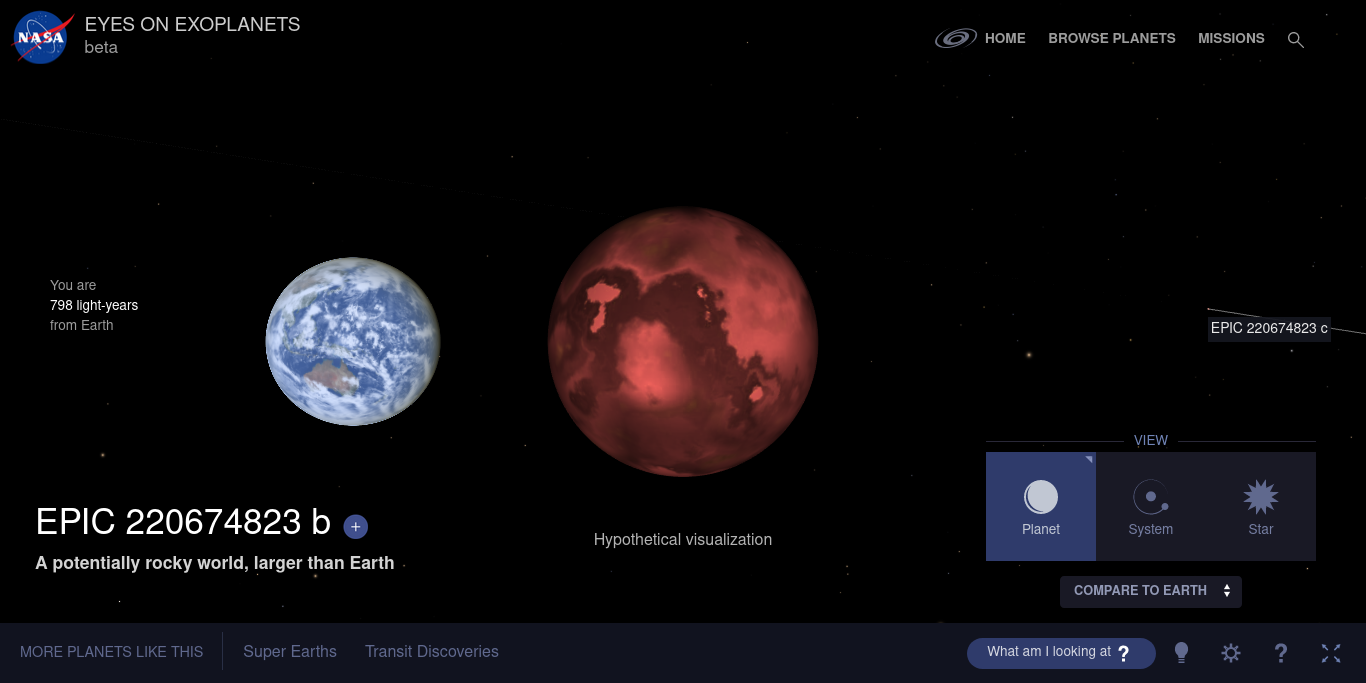 NASA
EYES ON EXOPLANETS
beta
HOME
BROWSE PLANETS
MISSIONS
You are
798 light-years
from Earth
EPIC 220674823 c
EPIC 220674823 b +
A potentially rocky world, larger than Earth
Hypothetical visualization
VIEW
Planet
System
Star
COMPARE TO EARTH
MORE PLANETS LIKE THIS
Super Earths
Transit Discoveries
What am I looking at ?
?